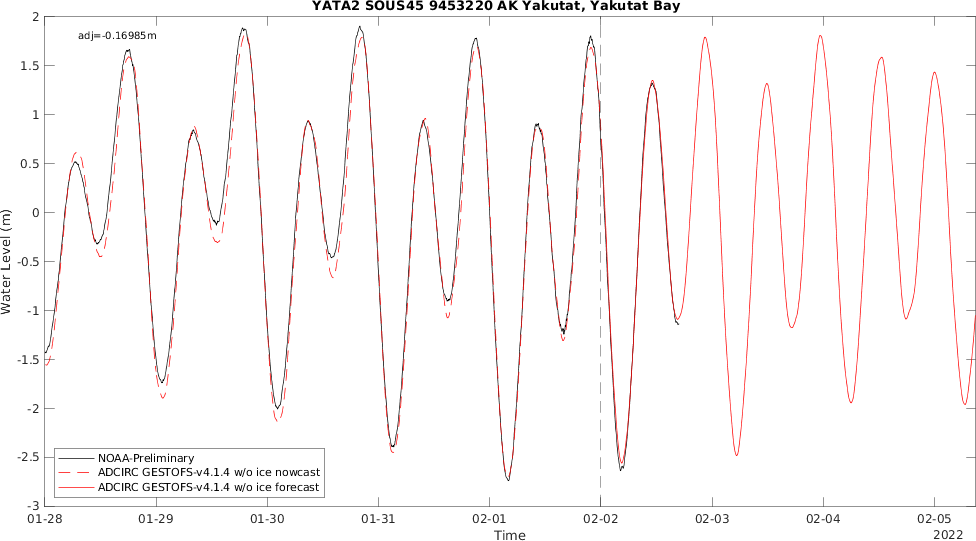 YATA2 SOUS45 9453220 AK Yakutat, Yakutat Bay
adj=-0.16985m
2
1.5
1
0.5
0
-0.5
-1
-1.5
-2
-2.5
-3
Water Level (m)
NOAA-Preliminary
ADCIRC GESTOFS-v4.1.4 w/o ice nowcast
ADCIRC GESTOFS-v4.1.4 w/o ice forecast
01-28 01-29 01-30 01-31 02-01 02-02 02-03 02-04 02-05
Time
2022